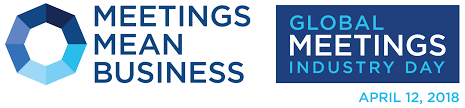 MEETINGS
MEAN
BUSINESS
GLOBAL
MEETINGS
INDUSTRY DAY
APRIL 12, 2018